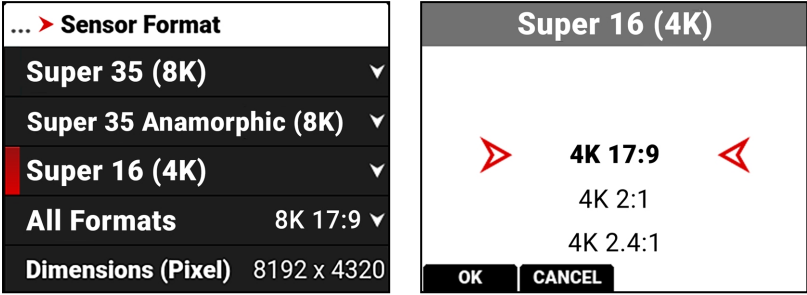 ... Sensor Format
Super 35 (8K)
Super 35 Anamorphic (8K)
Super 16 (4K)
All Formats 8K 17:9
Dimensions (Pixel) 8192 x 4320
Super 16 (4K)
4K 17:9
4K 2:1
4K 2.4:1
OK CANCEL